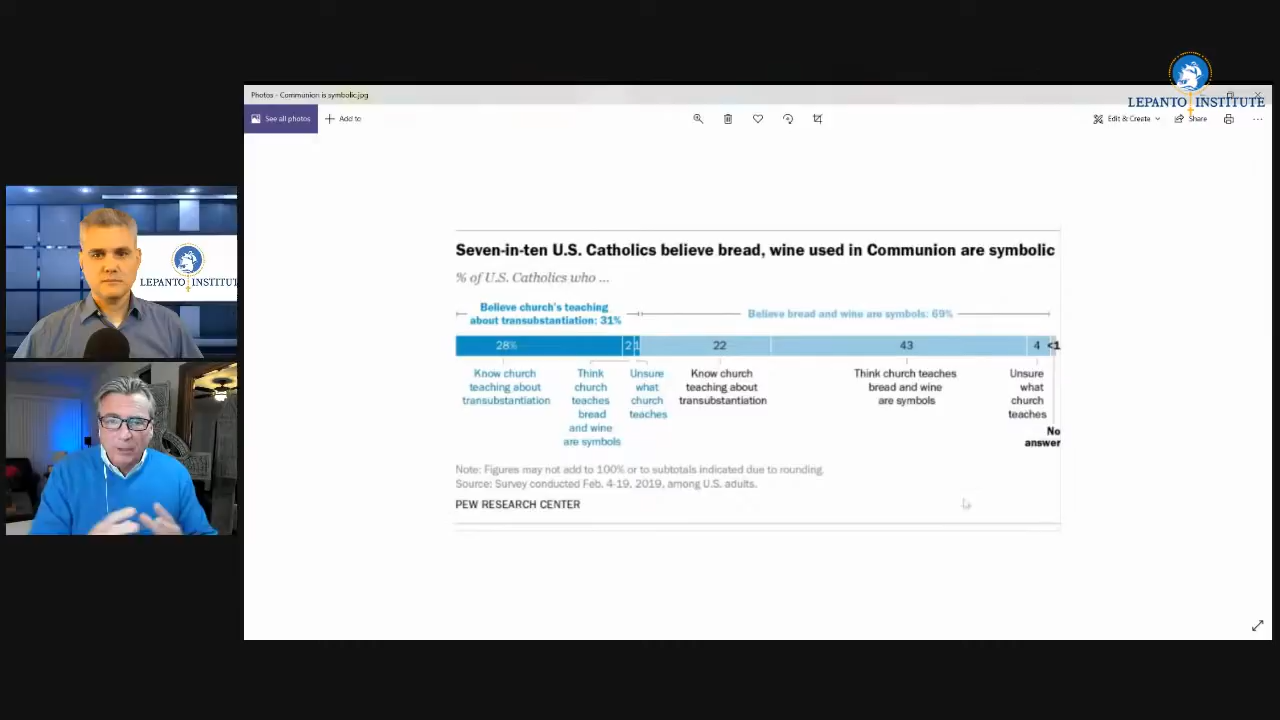 LEPANTO INSTITUTE
Photos - Communion is symbolic.jpg
See all photos
Add to
Edit & Create
Share
LEPANTO INSTITUT
Seven-in-ten U.S. Catholics believe bread, wine used in Communion are symbolic
% of U.S. Catholics who ...
Believe church's teaching
about transubstantiation: 31%
Believe bread and wine are symbols: 69%
28% 2 1 22 43 4 <1
Know church
teaching about
transubstantiation
Think
church
teaches
bread
and wine
are symbols
Unsure
what
church
teaches
Know church
teaching about
transubstantiation
Think church teaches
bread and wine
are symbols
Unsure
what
church
teaches
No
answer
Note: Figures may not add to 100% or to subtotals indicated due to rounding.
Source: Survey conducted Feb. 4-19, 2019, among U.S. adults.
PEW RESEARCH CENTER